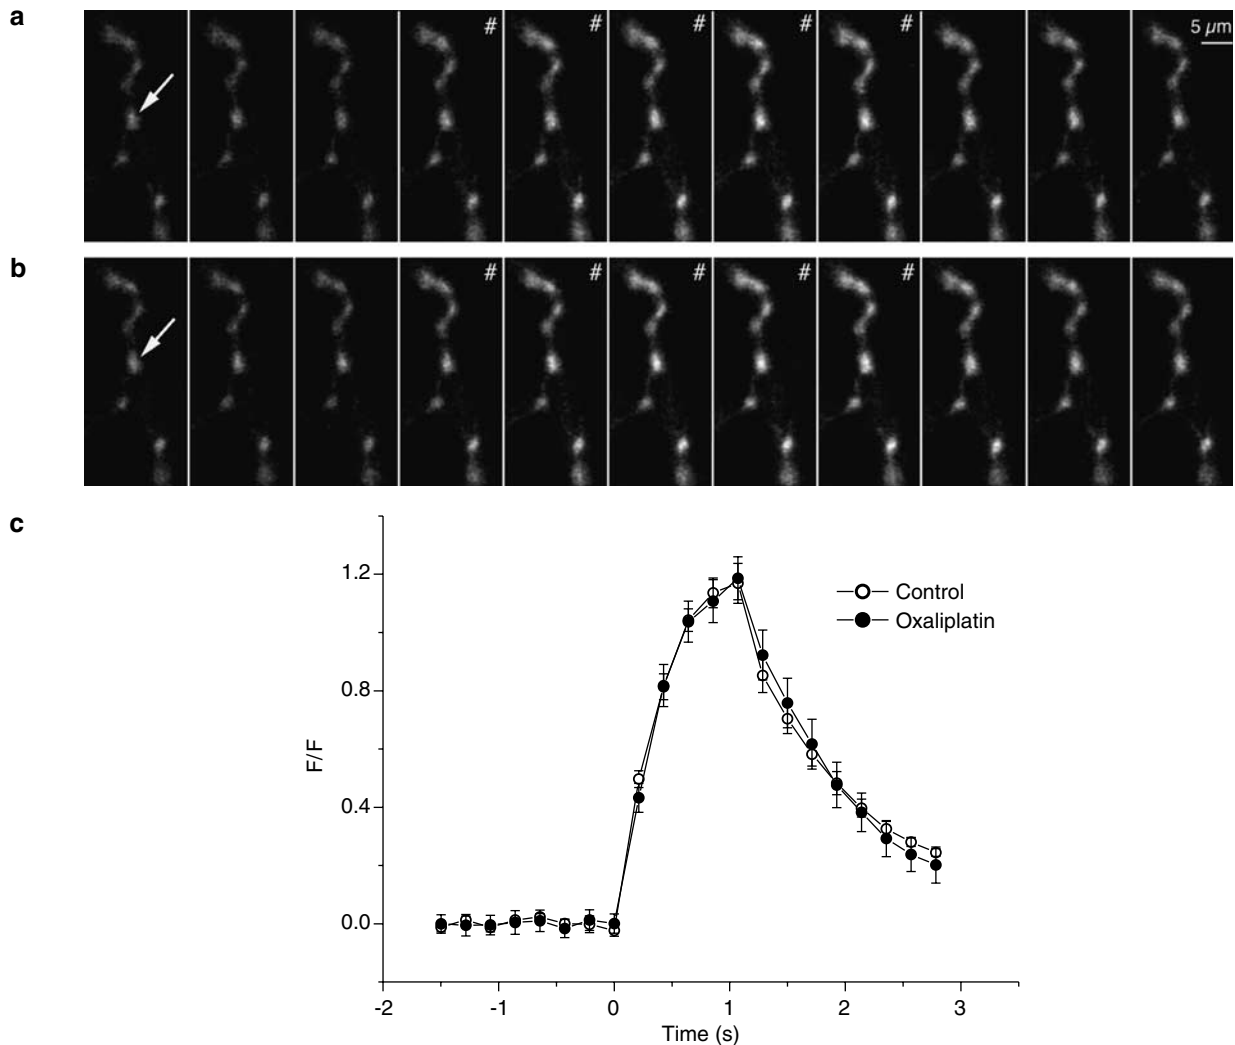 a
# # # # #
5 µm
b
# # # # #
c
1.2
0.8
0.4
0.0
F/F
-2 -1 0 1 2 3
Time (s)
Control
Oxaliplatin